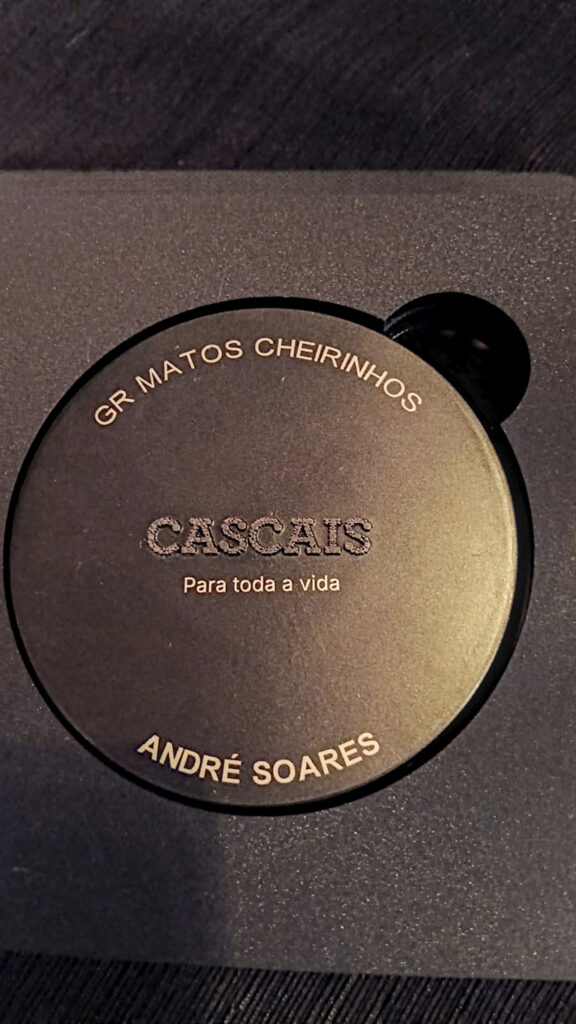 GR MATOS CHEIRINHOS
CASCAIS
Para toda a vida
ANDRÉ SOARES